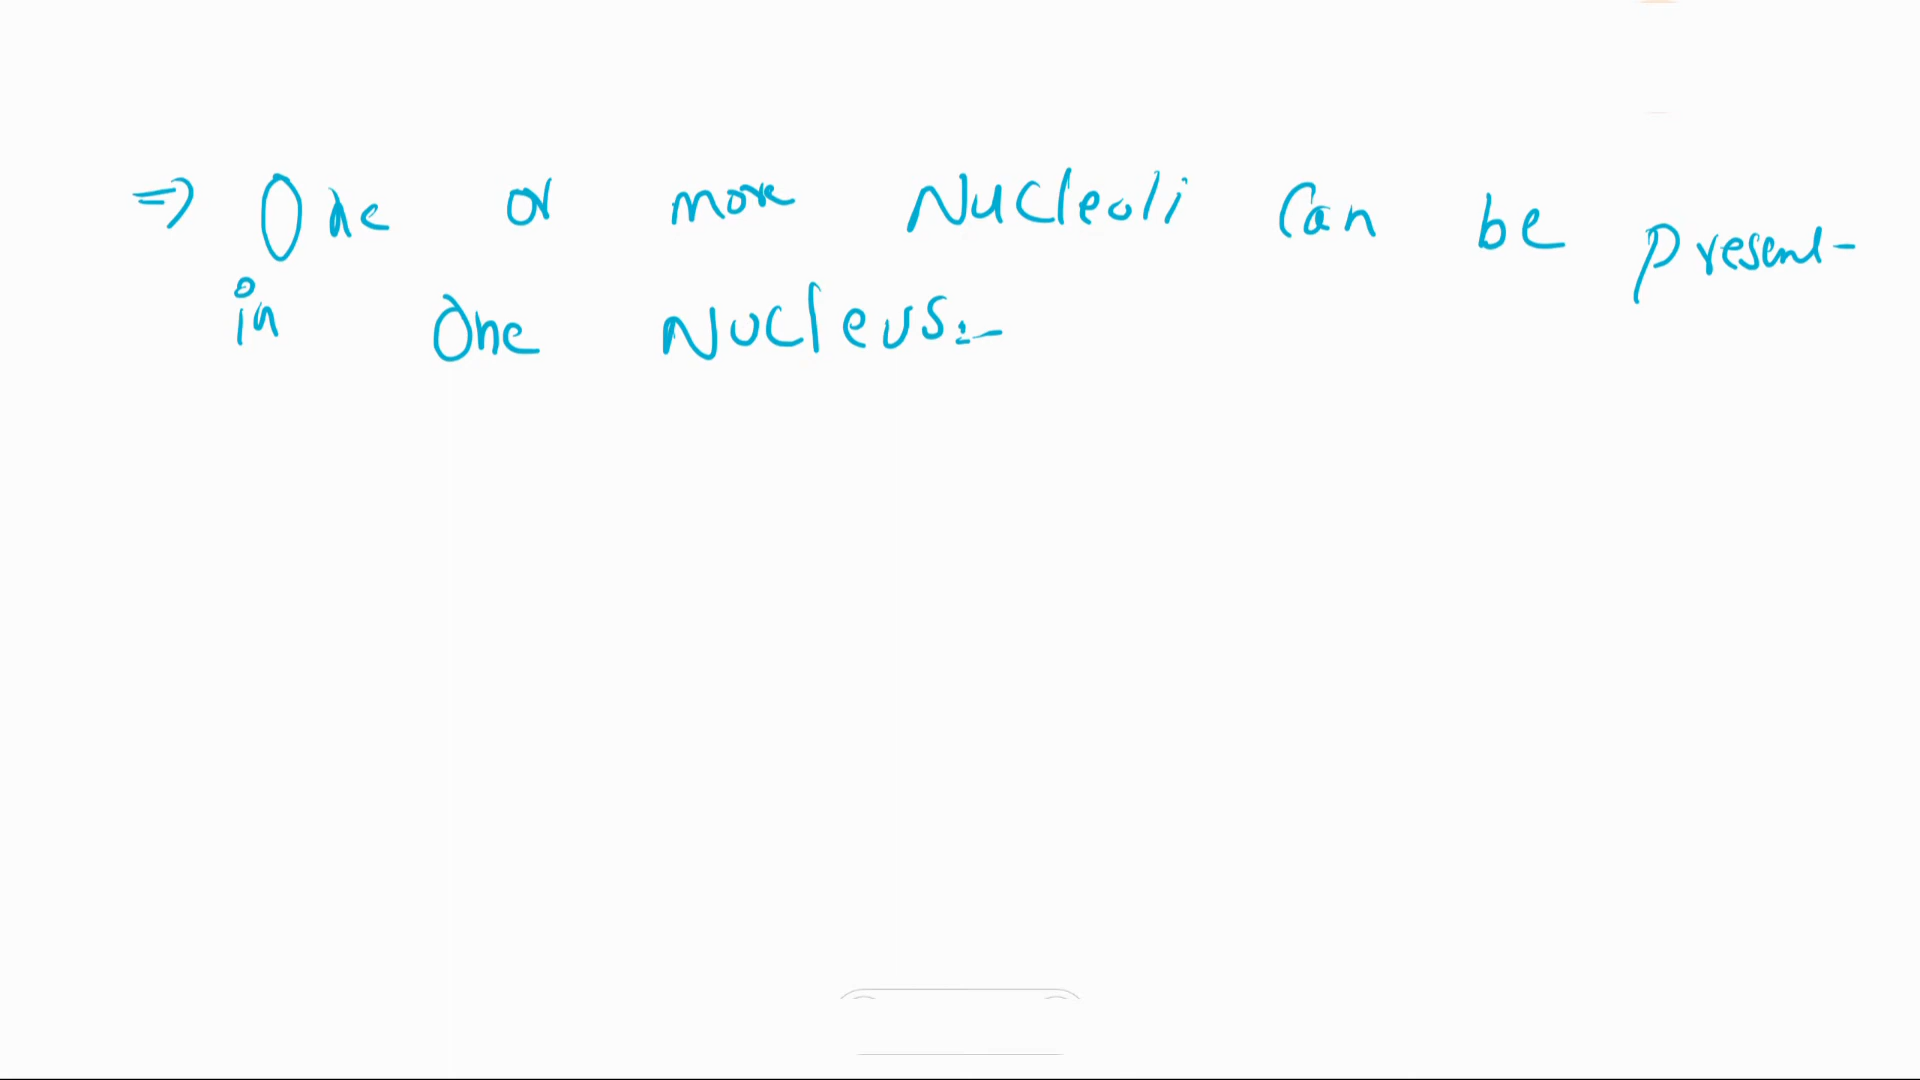 ⇒ One or more Nucleoli can be present
in One Nucleus:-